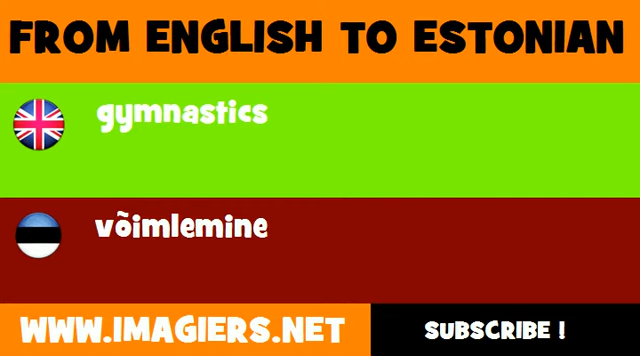 FROM ENGLISH TO ESTONIAN
gymnastics
võimlemine
WWW.IMAGIERS.NET
SUBSCRIBE !